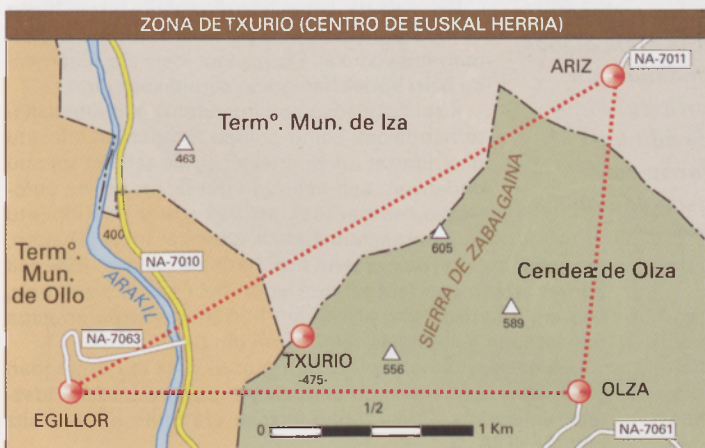 ZONA DE TXURIO (CENTRO DE EUSKAL HERRIA)
ARIZ
NA-7011
Termº. Mun. de Iza
463
400
Termº.
Mun.
de Ollo
NA-7010
ARAKIL
605
SIERRA DE ZABALGAINA
Cendea de Olza
589
NA-7063
TXURIO
-475-
556
EGILLOR
OLZA
1/2
0
1 Km
NA-7061